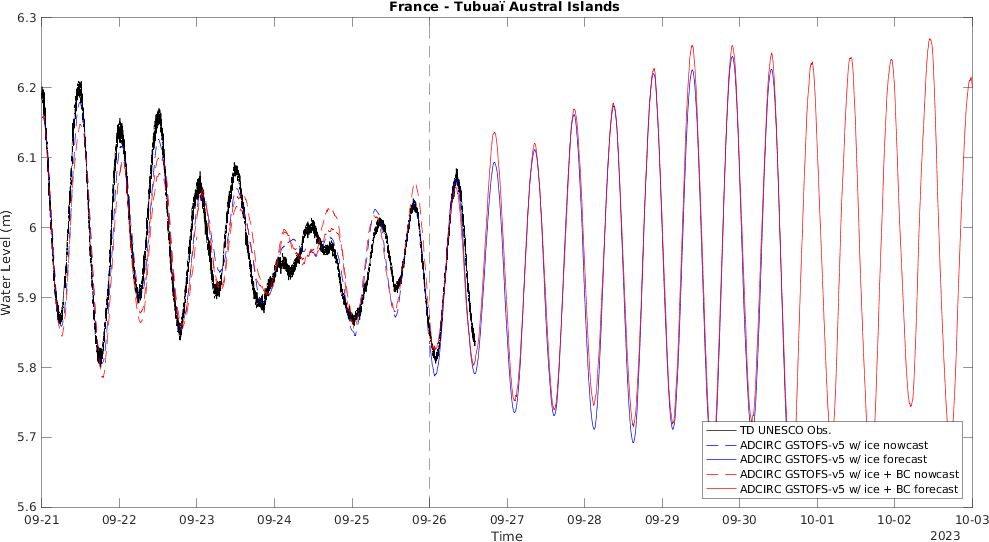 France - Tubuaï Austral Islands
6.3
6.2
6.1
6
5.9
5.8
5.7
5.6
Water Level (m)
TD UNESCO Obs.
ADCIRC GSTOFS-v5 w/ ice nowcast
ADCIRC GSTOFS-v5 w/ ice forecast
ADCIRC GSTOFS-v5 w/ ice + BC nowcast
ADCIRC GSTOFS-v5 w/ ice + BC forecast
09-21 09-22 09-23 09-24 09-25 09-26 09-27 09-28 09-29 09-30 10-01 10-02 10-03
Time
2023